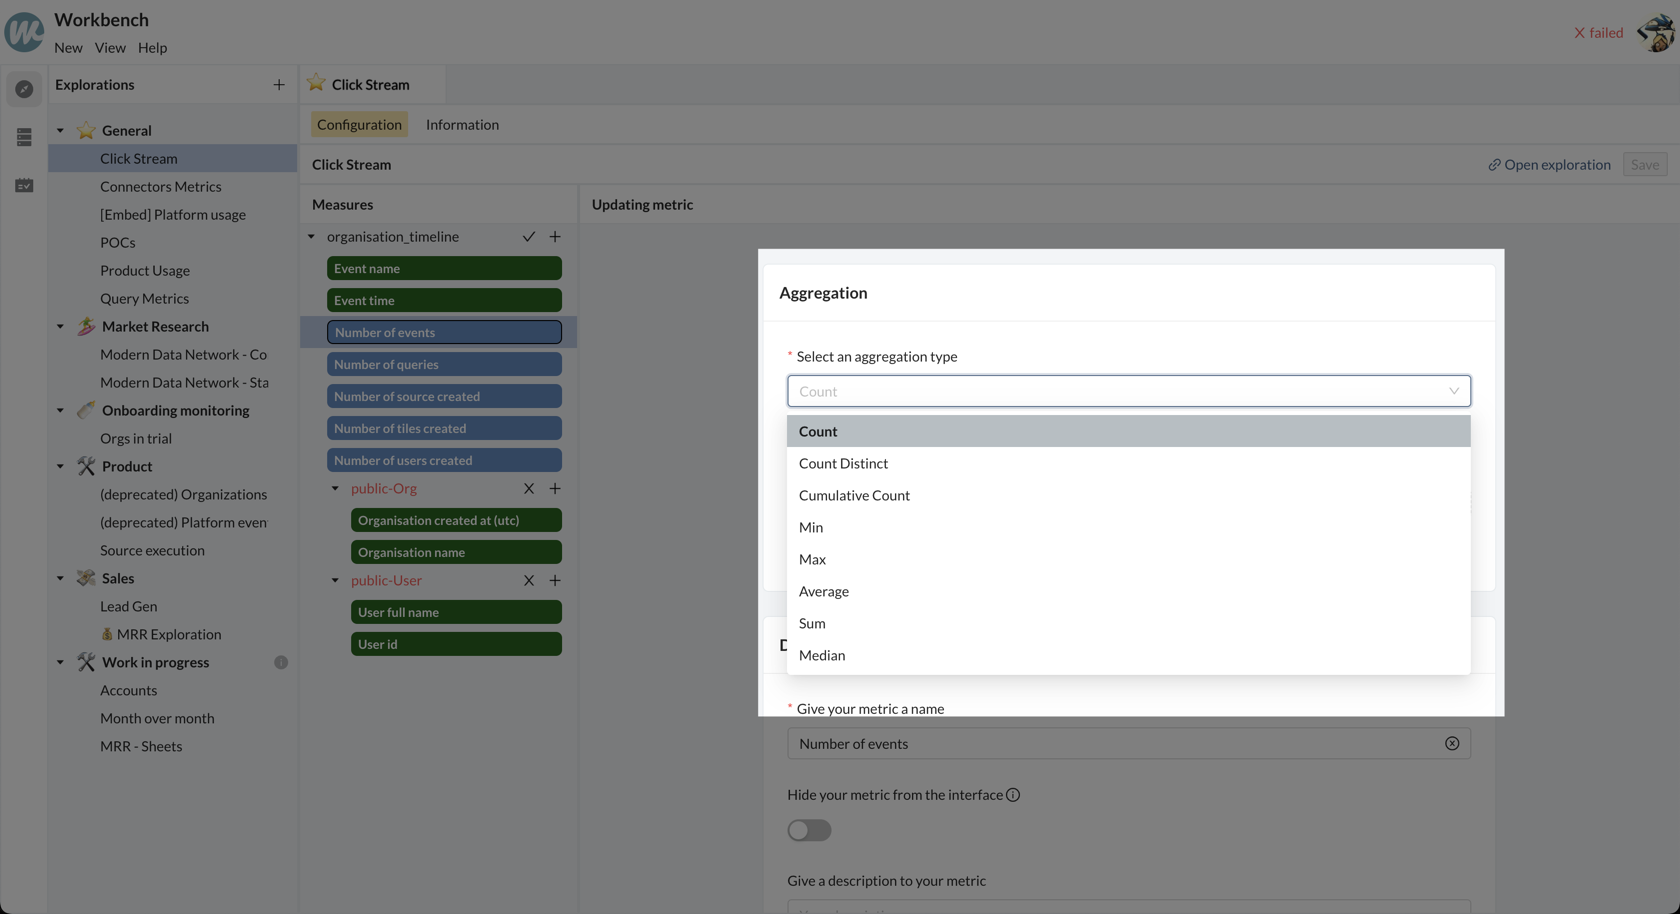 Workbench
New View Help
failed
Explorations
Click Stream
General
Click Stream
Connectors Metrics
[Embed] Platform usage
POCs
Product Usage
Query Metrics
Market Research
Modern Data Network - Co
Modern Data Network - Sta
Onboarding monitoring
Orgs in trial
Product
(deprecated) Organizations
(deprecated) Platform even
Source execution
Sales
Lead Gen
MRR Exploration
Work in progress
Accounts
Month over month
MRR - Sheets
Configuration Information
Click Stream
Open exploration
Save
Measures
organisation_timeline
Event name
Event time
Number of events
Number of queries
Number of source created
Number of tiles created
Number of users created
public-Org
Organisation created at (utc)
Organisation name
public-User
User full name
User id
Updating metric
Aggregation
* Select an aggregation type
Count
Count
Count Distinct
Cumulative Count
Min
Max
Average
Sum
Median
* Give your metric a name
Number of events
Hide your metric from the interface
Give a description to your metric